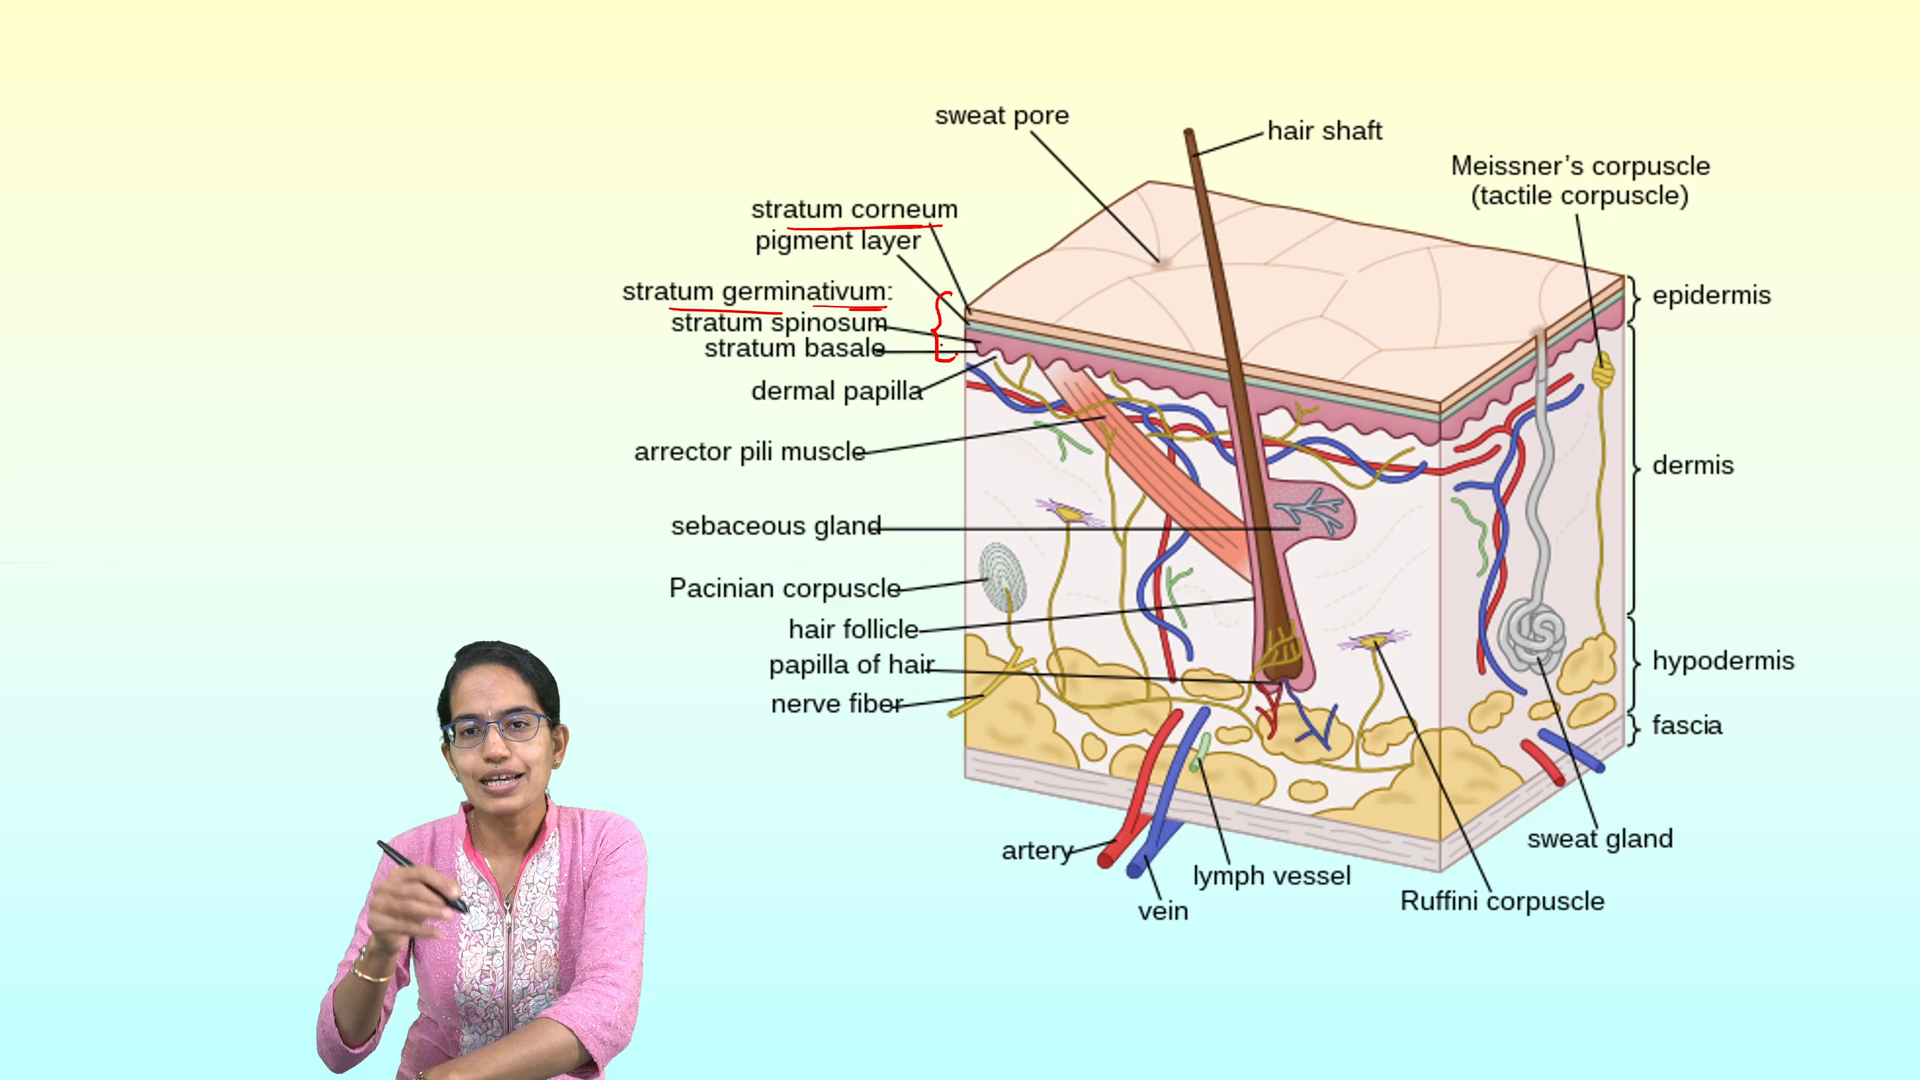 sweat pore
hair shaft
Meissner’s corpuscle
(tactile corpuscle)
stratum corneum
pigment layer
stratum germinativum:
stratum spinosum
stratum basale
dermal papilla
arrector pili muscle
sebaceous gland
Pacinian corpuscle
hair follicle
papilla of hair
nerve fiber
epidermis
dermis
hypodermis
fascia
sweat gland
Ruffini corpuscle
artery
lymph vessel
vein